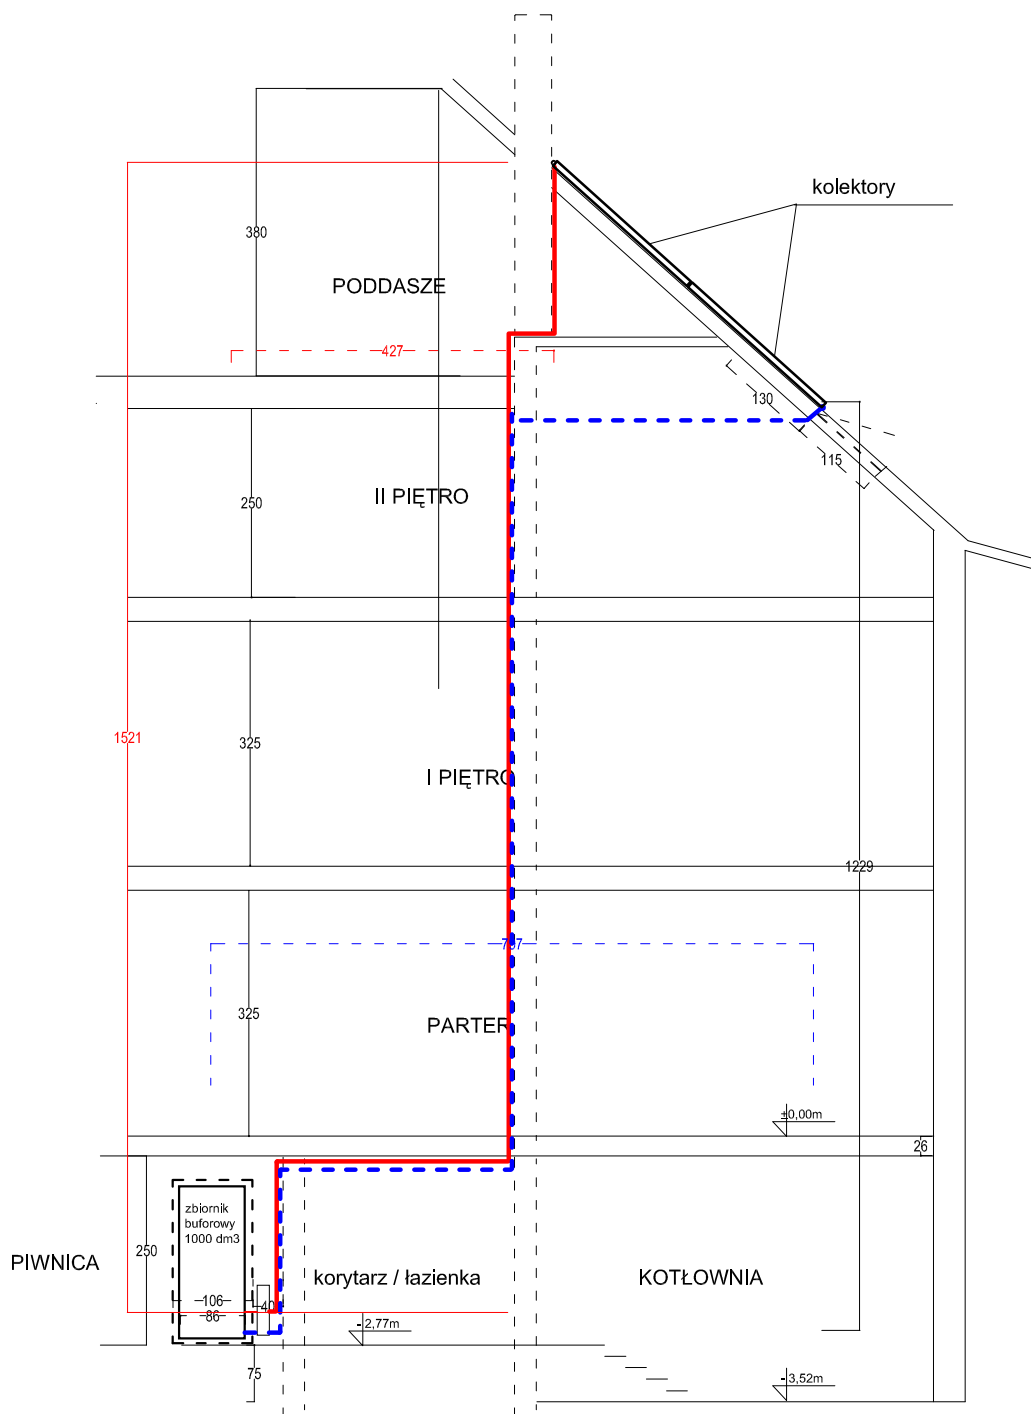 kolektory
380
PODDASZE
427
130
115
II PIĘTRO
250
1521
325
I PIĘTRO
1229
325
PARTER
±0,00m
26
zbiornik
buforowy
1000 dm3
PIWNICA
250
korytarz / łazienka
KOTŁOWNIA
106
40
86
-2,77m
75
-3,52m